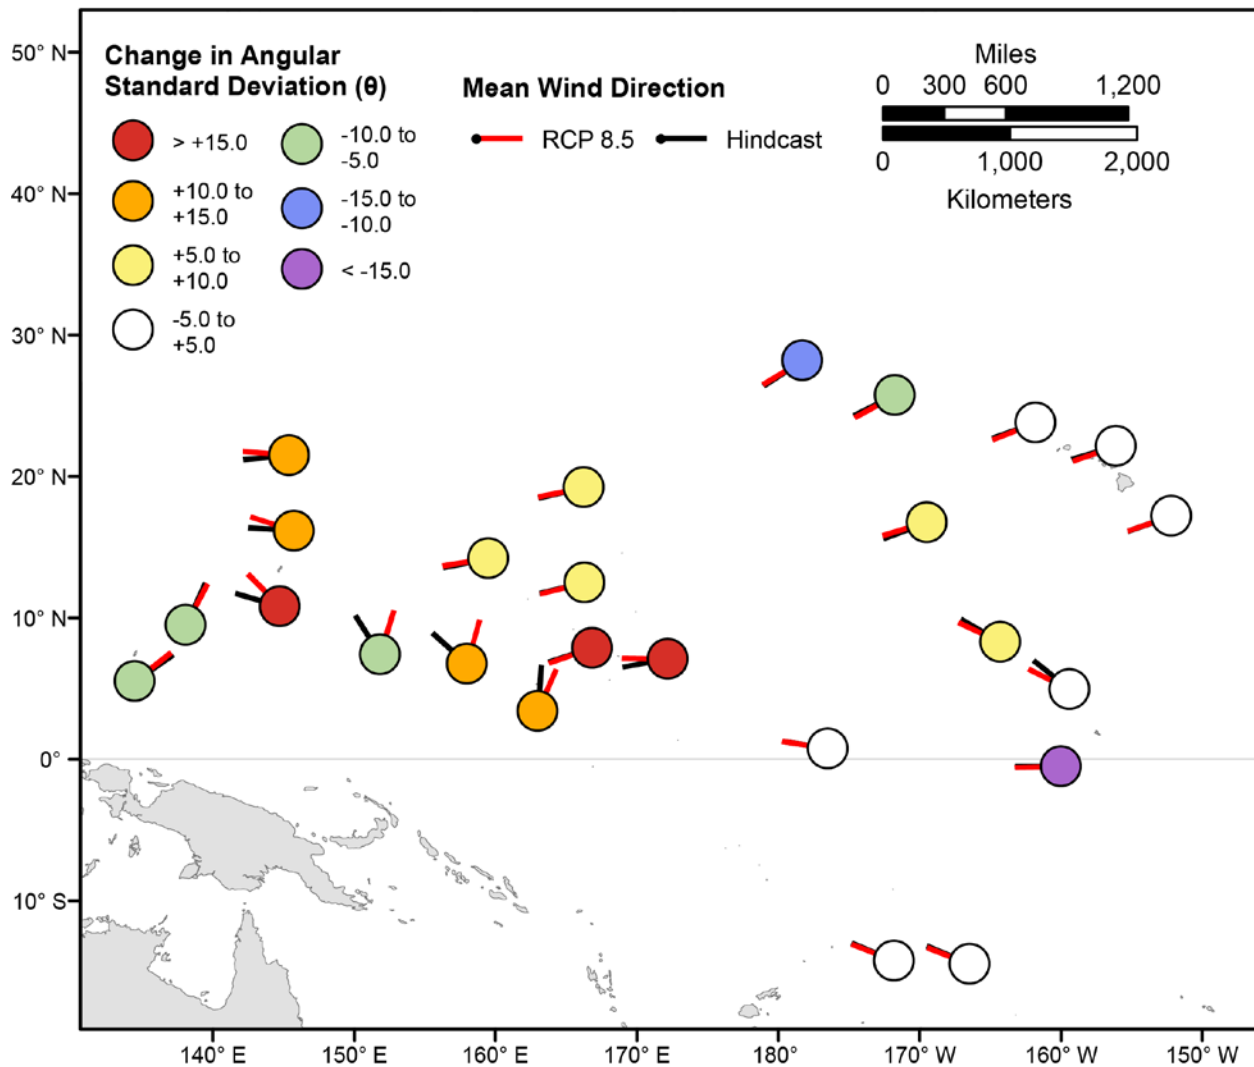 50° N
40° N
30° N
20° N
10° N
0°
10° S
Change in Angular
Standard Deviation (θ)
> +15.0
+10.0 to
+15.0
+5.0 to
+10.0
-5.0 to
+5.0
-10.0 to
-5.0
-15.0 to
-10.0
< -15.0
Mean Wind Direction
RCP 8.5
Hindcast
Miles
0 300 600 1,200
0 1,000 2,000
Kilometers
140° E 150° E 160° E 170° E 180° 170° W 160° W 150° W